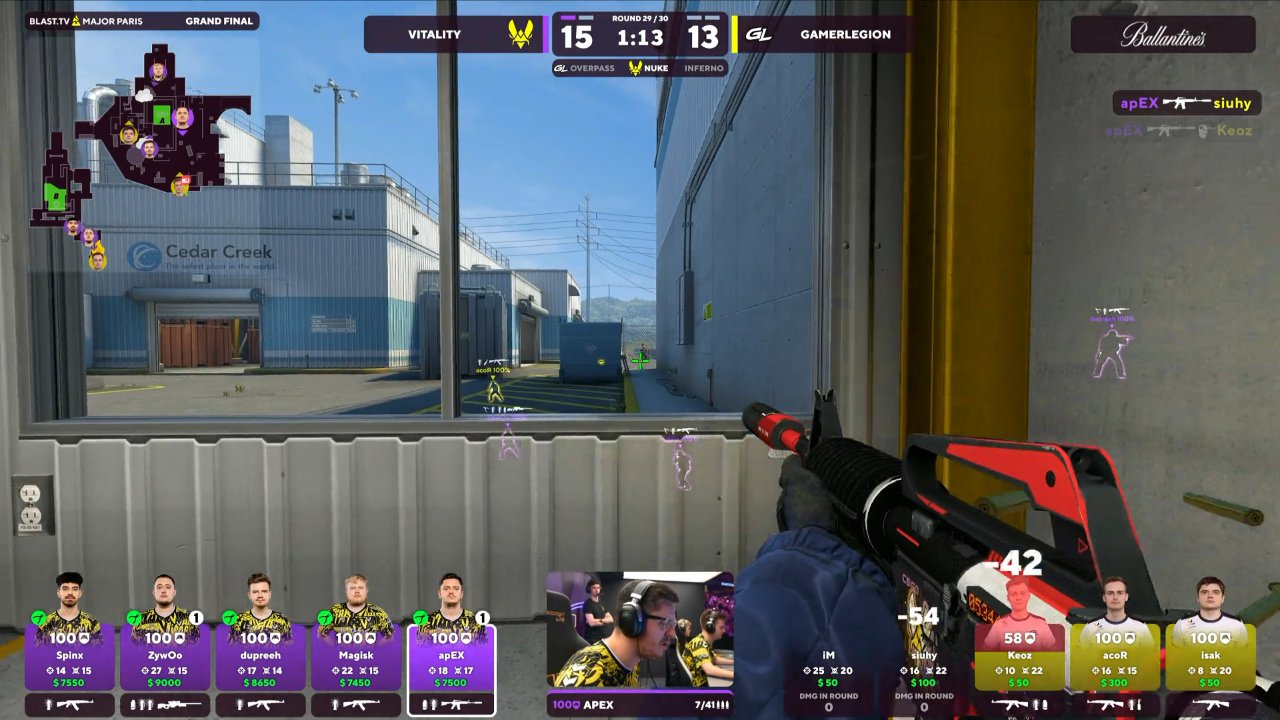 BLAST.TV MAJOR PARIS GRAND FINAL
VITALITY 15 ROUND 29 / 30 1:13 13 GL GAMERLEGION
GL OVERPASS NUKE INFERNO
Ballantine's
apEX siuhy
apEX Keoz
Cedar Creek
The safest plant in the world.
dupreeh 100%
acoR 100%
-42
-54
100 Spinx 14 15 $7550
100 1 ZywOo 27 15 $9000
100 dupreeh 17 14 $8650
100 Magisk 22 15 $7450
100 1 apEX 18 17 $7500
100 APEX 7/41
iM 25 20 $50 DMG IN ROUND 0
siuhy 16 22 $100 DMG IN ROUND 0
58 Keoz 10 22 $50
100 acoR 16 15 $300
100 isak 8 20 $50